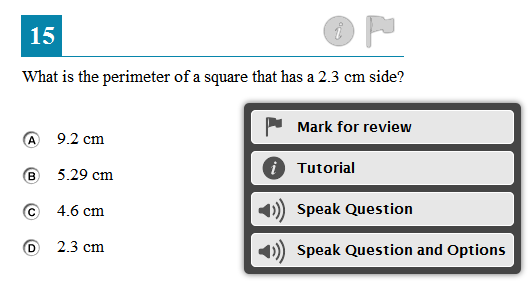 15
What is the perimeter of a square that has a 2.3 cm side?
A 9.2 cm
B 5.29 cm
C 4.6 cm
D 2.3 cm
Mark for review
i Tutorial
Speak Question
Speak Question and Options